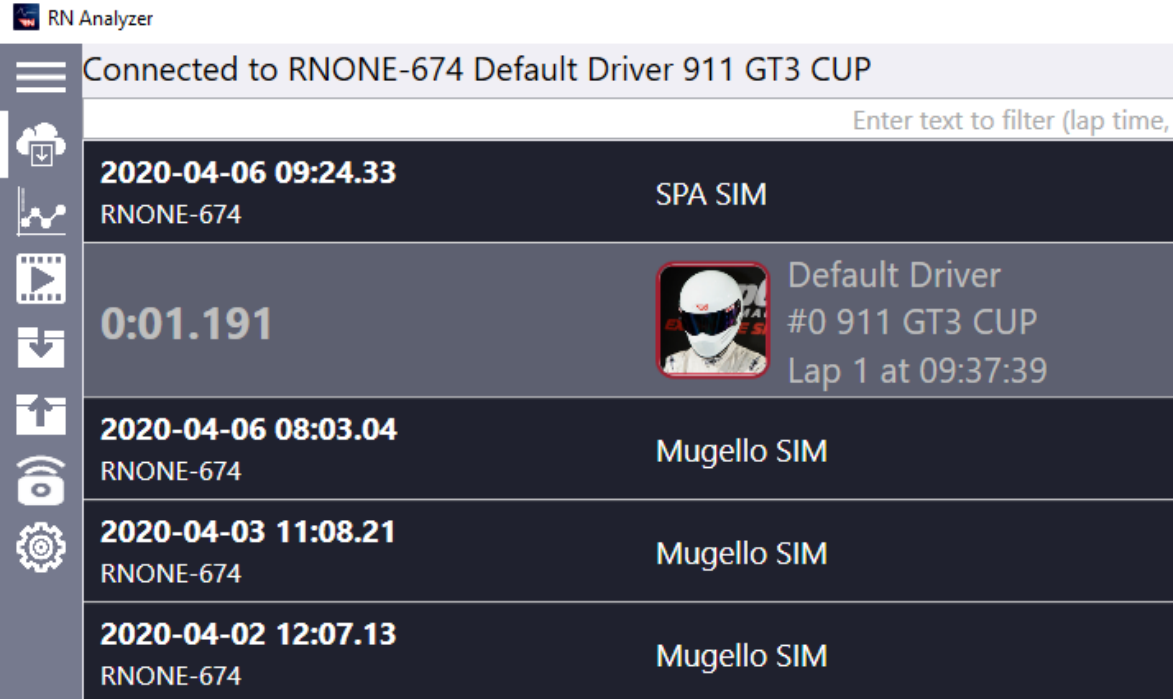 RN Analyzer
Connected to RNONE-674 Default Driver 911 GT3 CUP
Enter text to filter (lap time,
2020-04-06 09:24.33
RNONE-674
SPA SIM
0:01.191
Default Driver
#0 911 GT3 CUP
Lap 1 at 09:37:39
2020-04-06 08:03.04
RNONE-674
Mugello SIM
2020-04-03 11:08.21
RNONE-674
Mugello SIM
2020-04-02 12:07.13
RNONE-674
Mugello SIM